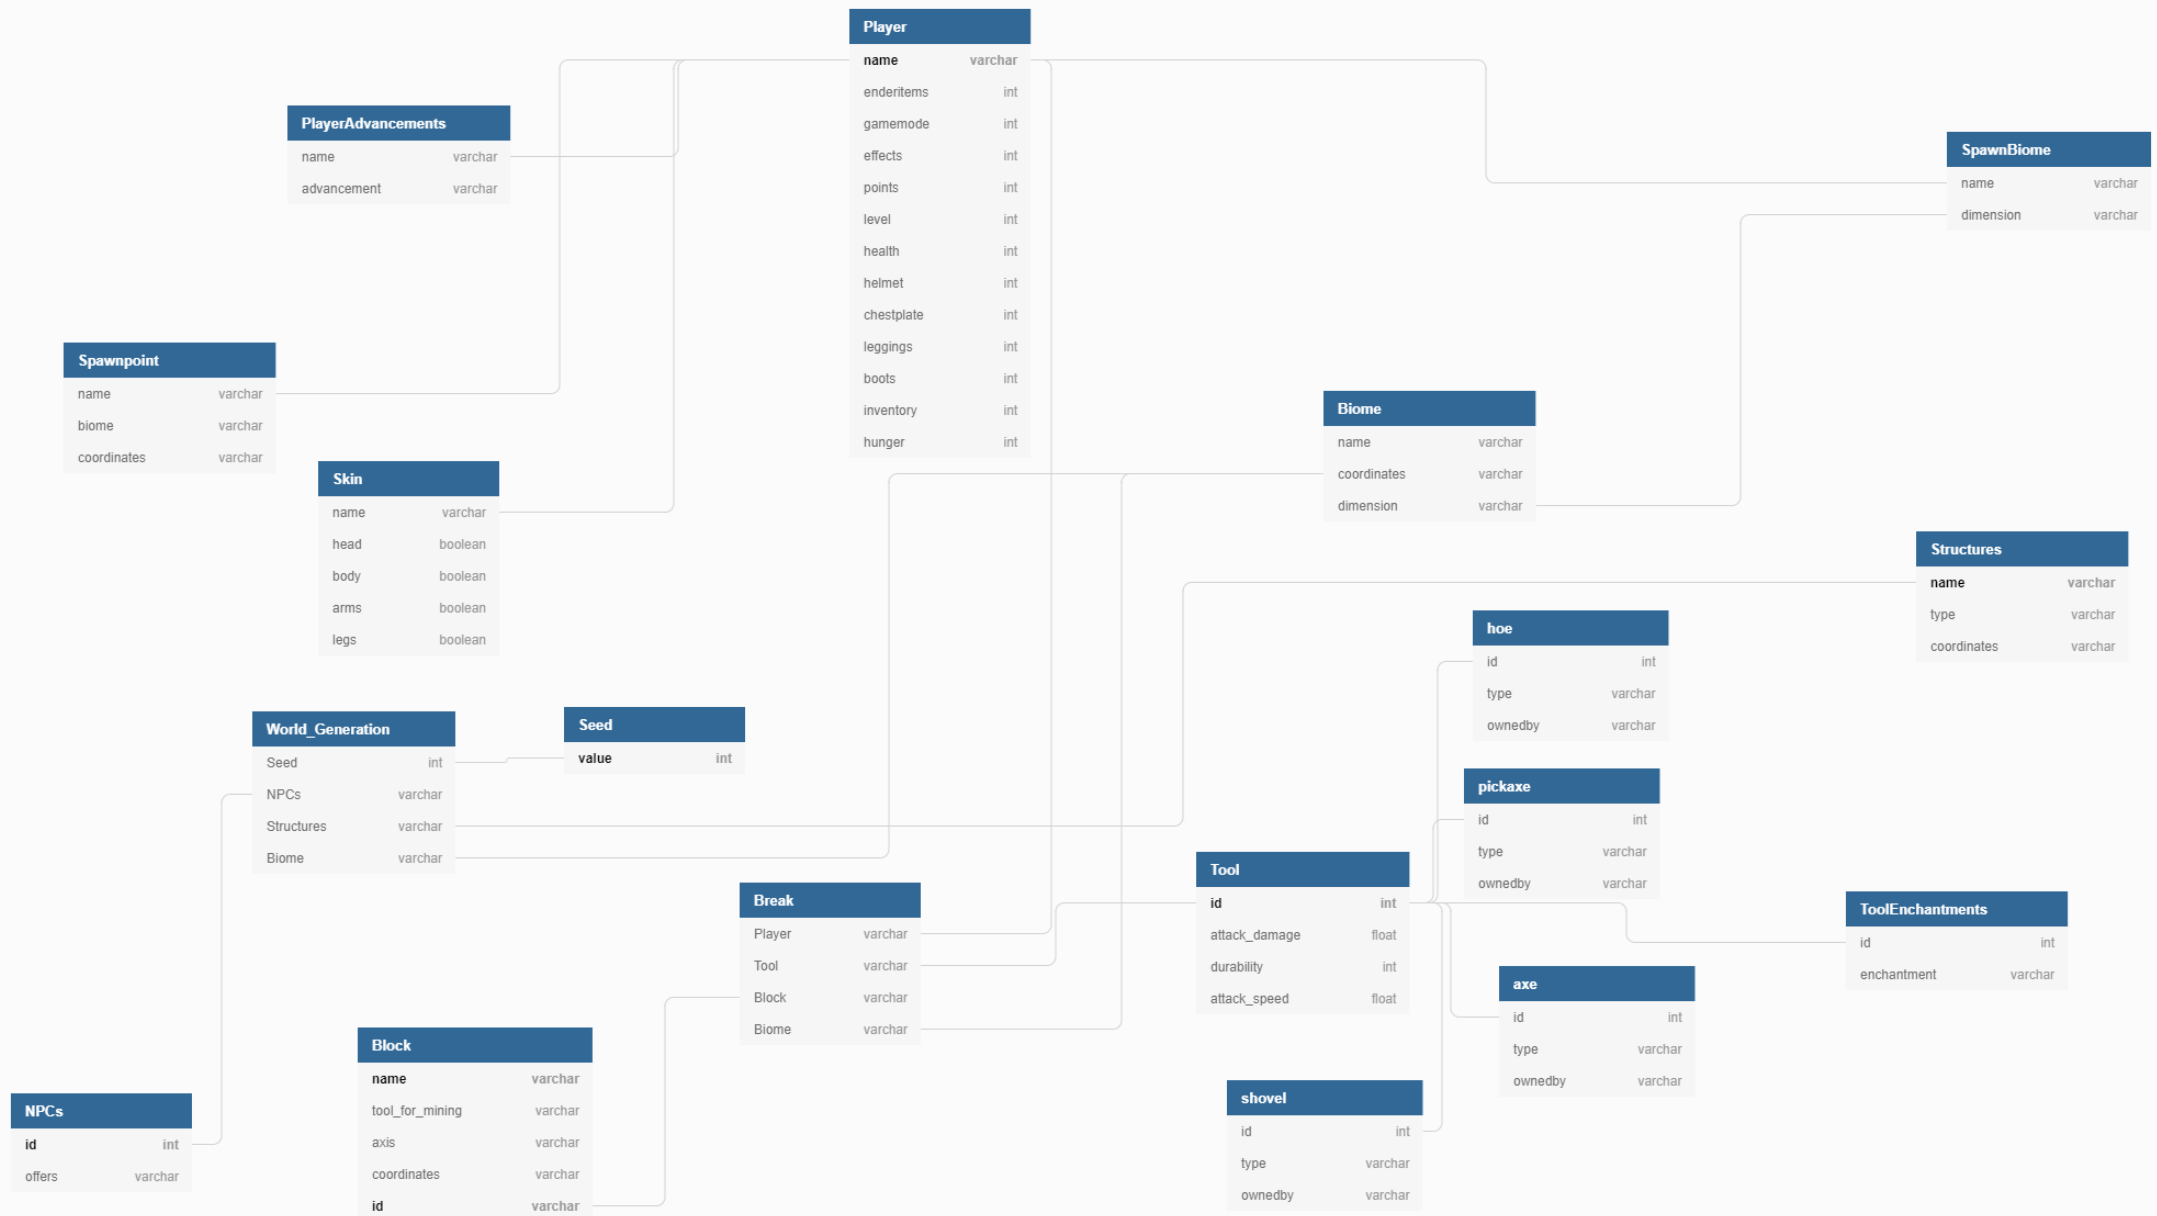 Player
name varchar
enderitems int
gamemode int
effects int
points int
level int
health int
helmet int
chestplate int
leggings int
boots int
inventory int
hunger int
PlayerAdvancements
name varchar
advancement varchar
SpawnBiome
name varchar
dimension varchar
Spawnpoint
name varchar
biome varchar
coordinates varchar
Biome
name varchar
coordinates varchar
dimension varchar
Skin
name varchar
head boolean
body boolean
arms boolean
legs boolean
Structures
name varchar
type varchar
coordinates varchar
hoe
id int
type varchar
ownedby varchar
World_Generation
Seed int
NPCs varchar
Structures varchar
Biome varchar
Seed
value int
pickaxe
id int
type varchar
ownedby varchar
Tool
id int
attack_damage float
durability int
attack_speed float
Break
Player varchar
Tool varchar
Block varchar
Biome varchar
ToolEnchantments
id int
enchantment varchar
axe
id int
type varchar
ownedby varchar
Block
name varchar
tool_for_mining varchar
axis varchar
coordinates varchar
id varchar
shovel
id int
type varchar
ownedby varchar
NPCs
id int
offers varchar